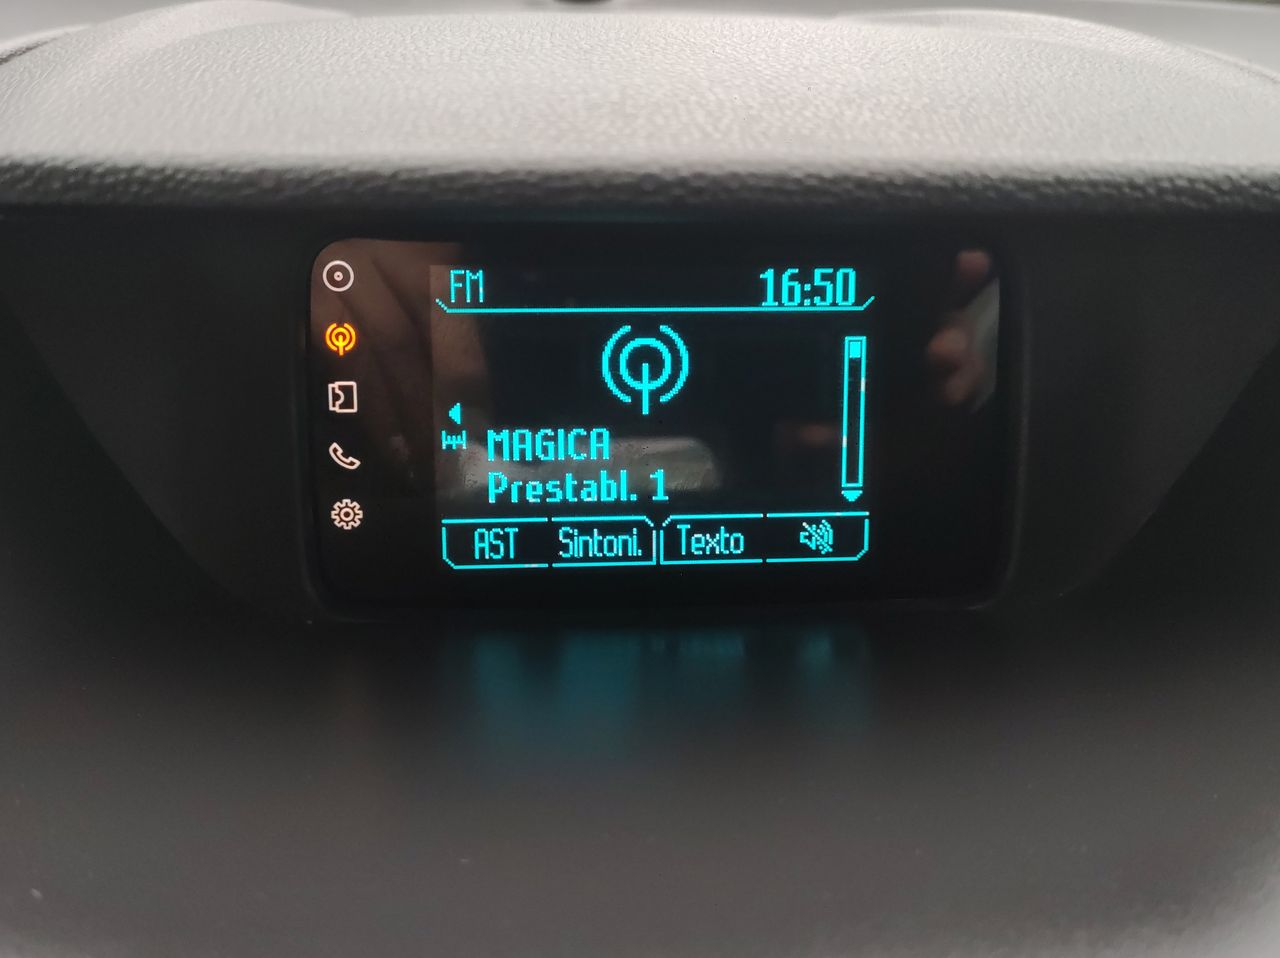 FM 16:50
MAGICA
Prestabl. 1
AST Sintoni. Texto